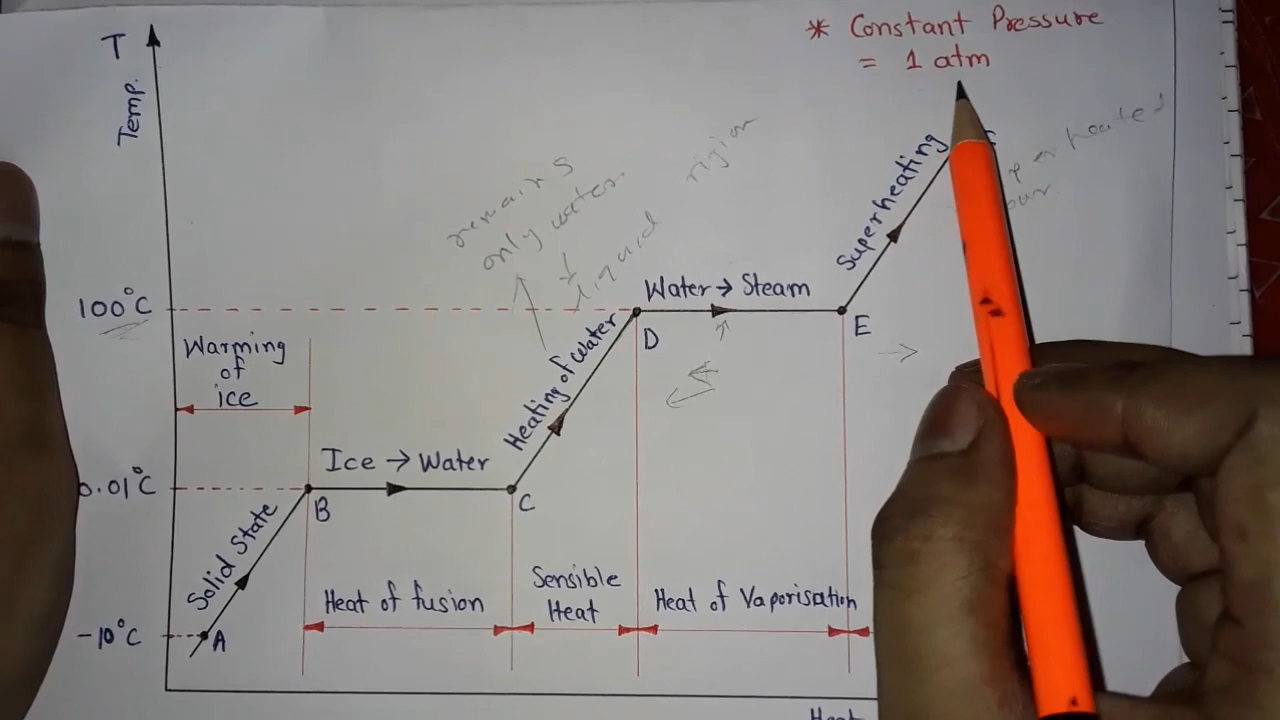 * Constant Pressure
= 1 atm
T
Temp.
remains
only water.
↓
liquid
Superheating
100°C
Water → Steam
D
E
Warming
of
ice
Heating of Water
Ice → Water
0.01°C
B
C
Solid State
Sensible
Heat
Heat of fusion
Heat of Vaporisation
-10°C
A